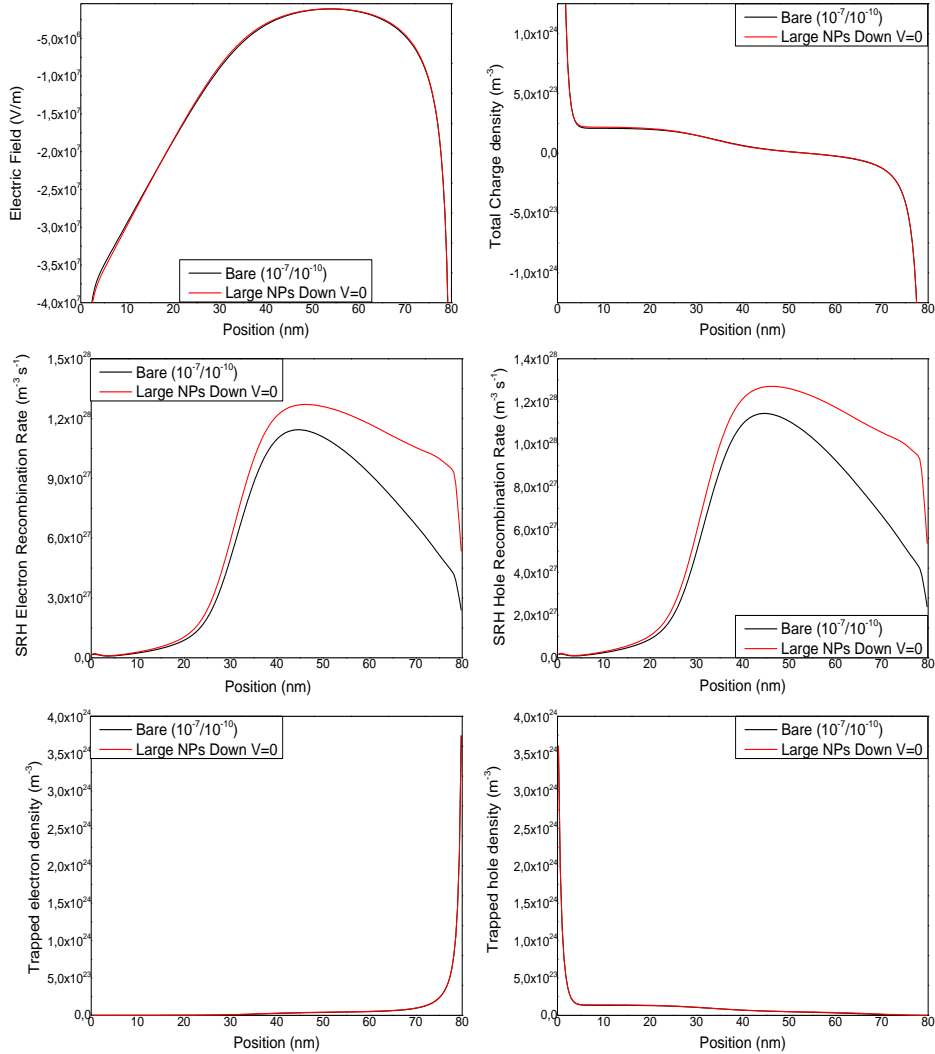 Electric Field (V/m)
-5,0x10⁶
-1,0x10⁷
-1,5x10⁷
-2,0x10⁷
-2,5x10⁷
-3,0x10⁷
-3,5x10⁷
-4,0x10⁷
0 10 20 30 40 50 60 70 80
Position (nm)
Bare (10⁻⁷/10⁻¹⁰)
Large NPs Down V=0
Total Charge density (m⁻³)
1,0x10²⁴
5,0x10²³
0,0
-5,0x10²³
-1,0x10²⁴
0 10 20 30 40 50 60 70 80
Position (nm)
Bare (10⁻⁷/10⁻¹⁰)
Large NPs Down V=0
SRH Electron Recombination Rate (m⁻³ s⁻¹)
1,5x10²⁸
1,2x10²⁸
9,0x10²⁷
6,0x10²⁷
3,0x10²⁷
0,0
0 10 20 30 40 50 60 70 80
Position (nm)
Bare (10⁻⁷/10⁻¹⁰)
Large NPs Down V=0
SRH Hole Recombination Rate (m⁻³ s⁻¹)
1,4x10²⁸
1,2x10²⁸
1,0x10²⁸
8,0x10²⁷
6,0x10²⁷
4,0x10²⁷
2,0x10²⁷
0,0
0 10 20 30 40 50 60 70 80
Position (nm)
Bare (10⁻⁷/10⁻¹⁰)
Large NPs Down V=0
Trapped electron density (m⁻³)
4,0x10²⁴
3,5x10²⁴
3,0x10²⁴
2,5x10²⁴
2,0x10²⁴
1,5x10²⁴
1,0x10²⁴
5,0x10²³
0,0
0 10 20 30 40 50 60 70 80
Position (nm)
Bare (10⁻⁷/10⁻¹⁰)
Large NPs Down V=0
Trapped hole density (m⁻³)
4,0x10²⁴
3,5x10²⁴
3,0x10²⁴
2,5x10²⁴
2,0x10²⁴
1,5x10²⁴
1,0x10²⁴
5,0x10²³
0,0
0 10 20 30 40 50 60 70 80
Position (nm)
Bare (10⁻⁷/10⁻¹⁰)
Large NPs Down V=0